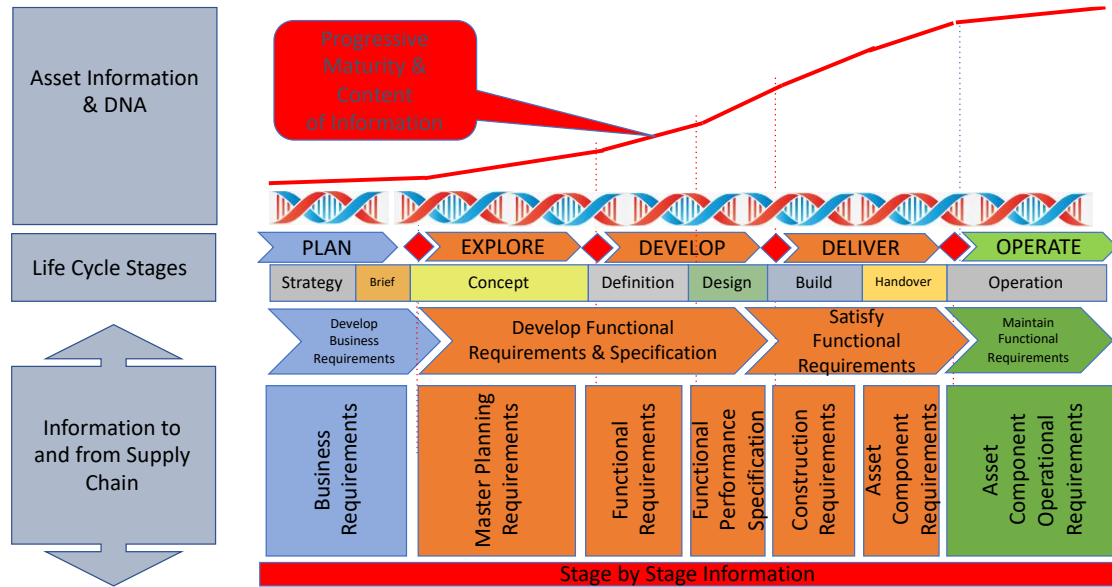 Asset Information
& DNA
Progressive
Maturity &
Content
of Information
Life Cycle Stages
PLAN
EXPLORE
DEVELOP
DELIVER
OPERATE
Strategy
Brief
Concept
Definition
Design
Build
Handover
Operation
Develop
Business
Requirements
Develop Functional
Requirements & Specification
Satisfy
Functional
Requirements
Maintain
Functional
Requirements
Information to
and from Supply
Chain
Business
Requirements
Master Planning
Requirements
Functional
Requirements
Functional
Performance
Specification
Construction
Requirements
Asset
Component
Requirements
Asset
Component
Operational
Requirements
Stage by Stage Information